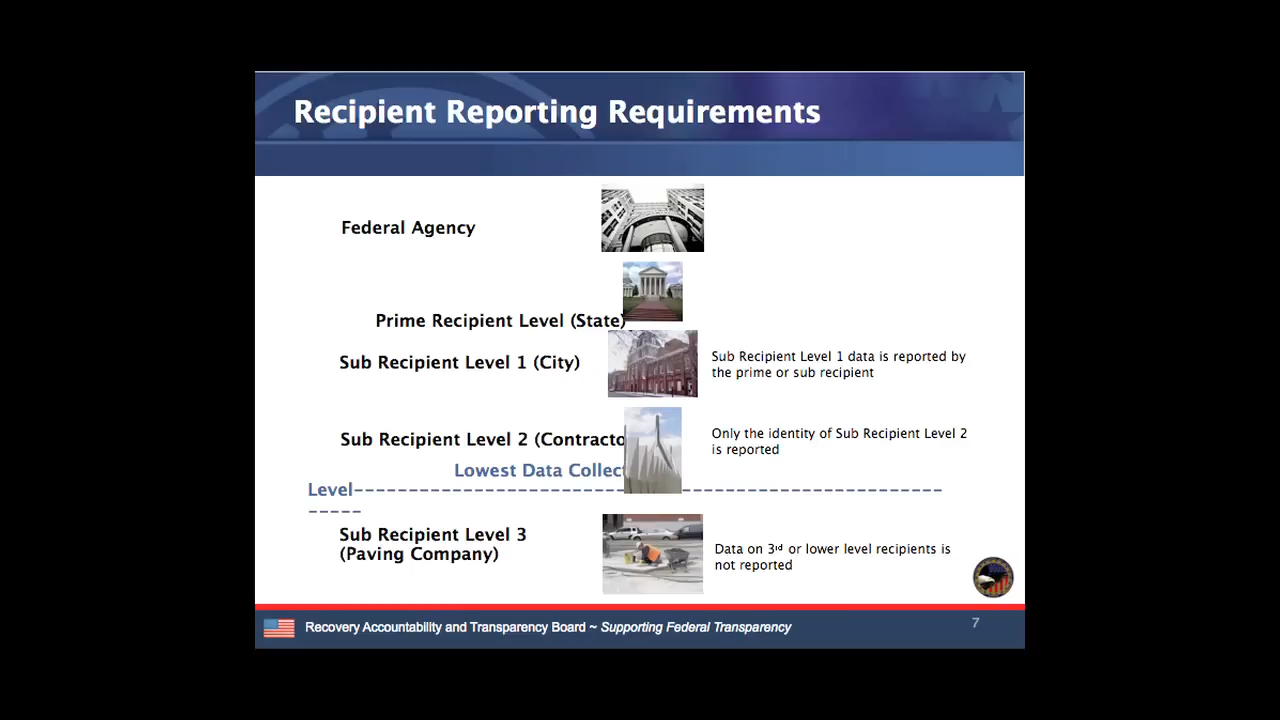 Recipient Reporting Requirements
Federal Agency
Prime Recipient Level (State)
Sub Recipient Level 1 (City)
Sub Recipient Level 1 data is reported by
the prime or sub recipient
Sub Recipient Level 2 (Contracto
Only the identity of Sub Recipient Level 2
is reported
Lowest Data Collect
Level------------------------------------------------------
-----
Sub Recipient Level 3
(Paving Company)
Data on 3rd or lower level recipients is
not reported
Recovery Accountability and Transparency Board ~ Supporting Federal Transparency
7